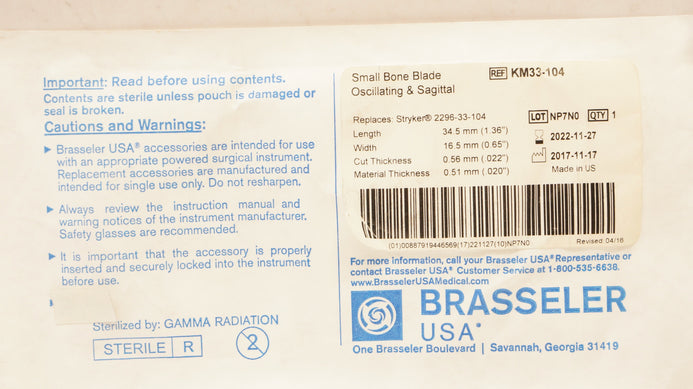 Important: Read before using contents.
Contents are sterile unless pouch is damaged or
seal is broken.
Cautions and Warnings:
▶ Brasseler USA® accessories are intended for use
with an appropriate powered surgical instrument.
Replacement accessories are manufactured and
intended for single use only. Do not resharpen.
▶ Always review the instruction manual and
warning notices of the instrument manufacturer.
Safety glasses are recommended.
▶ It is important that the accessory is properly
inserted and securely locked into the instrument
before use.
Sterilized by: GAMMA RADIATION
STERILE R
2
Small Bone Blade
Oscillating & Sagittal
REF KM33-104
Replaces: Stryker® 2296-33-104
Length 34.5 mm (1.36")
Width 16.5 mm (0.65")
Cut Thickness 0.56 mm (.022")
Material Thickness 0.51 mm (.020")
LOT NP7N0 QTY 1
2022-11-27
2017-11-17
Made in US
(01)00887919446569(17)221127(10)NP7N0
Revised: 04/16
For more information, call your Brasseler USA® Representative or
contact Brasseler USA® Customer Service at 1-800-535-6638.
www.BrasselerUSAMedical.com
BRASSELER
USA®
One Brasseler Boulevard | Savannah, Georgia 31419